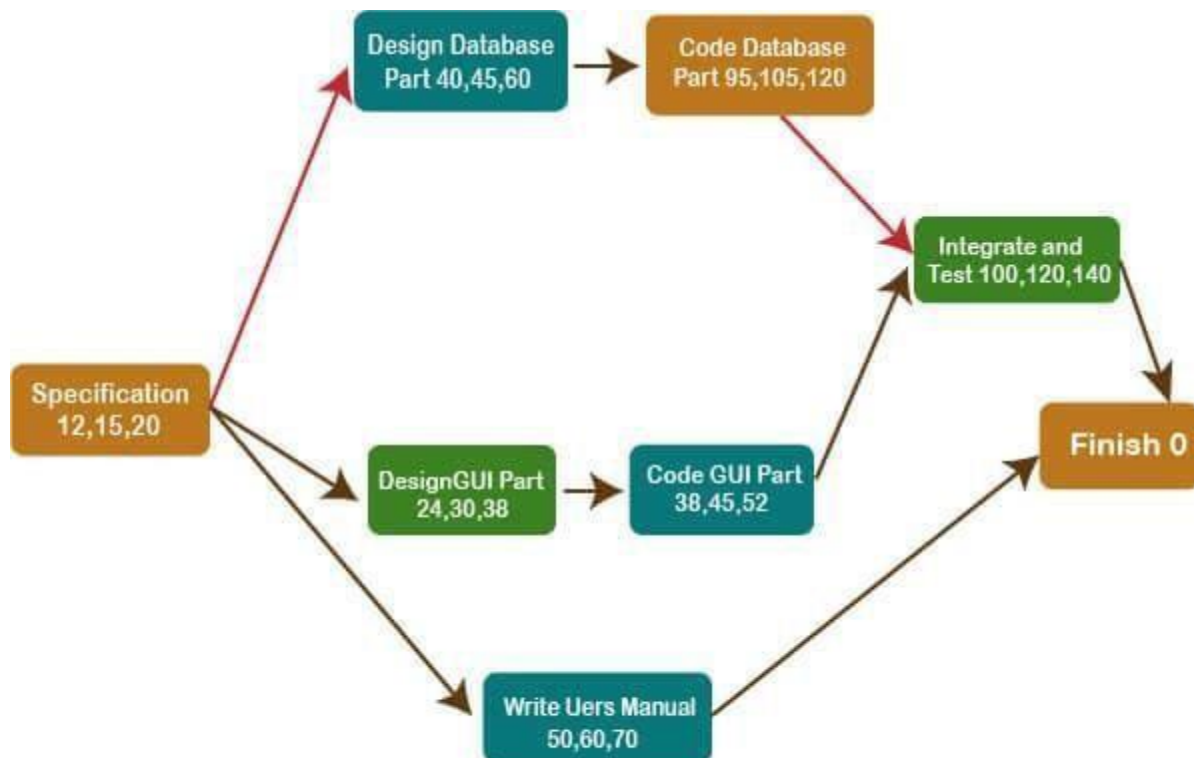 Design Database
Part 40,45,60
Code Database
Part 95,105,120
Integrate and
Test 100,120,140
Specification
12,15,20
Finish 0
DesignGUI Part
24,30,38
Code GUI Part
38,45,52
Write Uers Manual
50,60,70